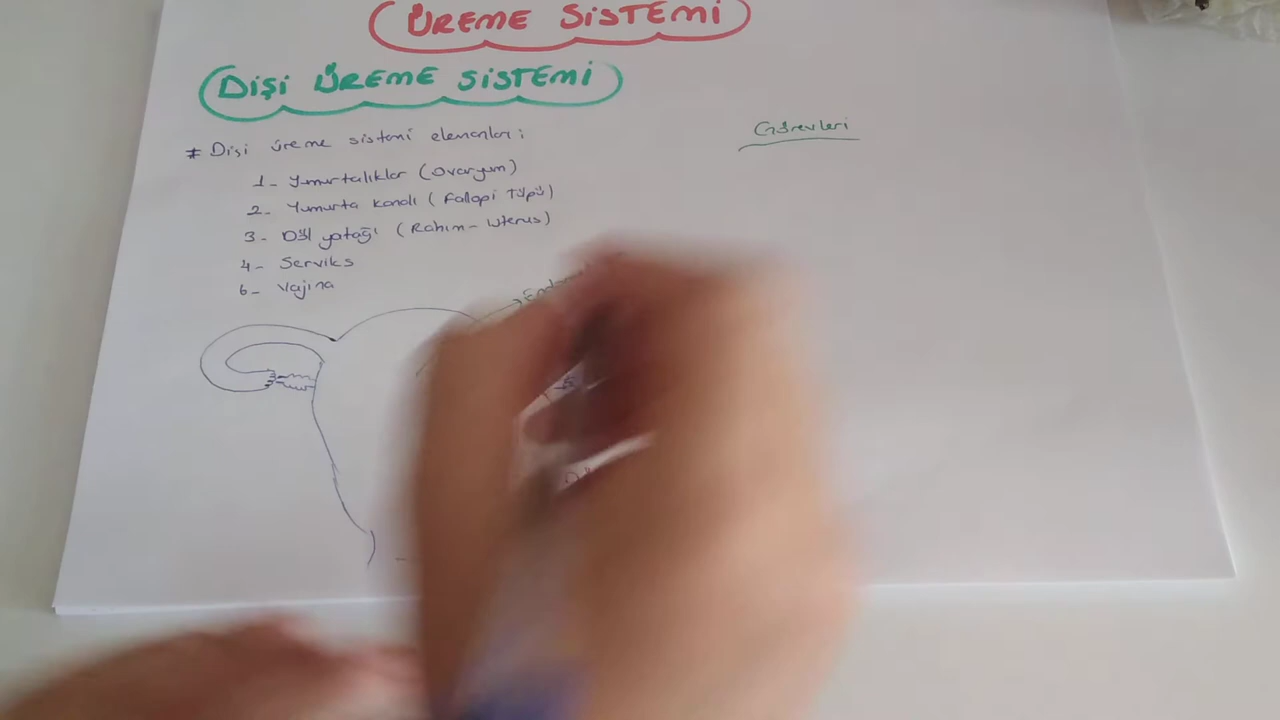 ÜREME SİSTEMİ
DİŞİ ÜREME SİSTEMİ
* Dişi üreme sistemi elemanları:
Görevleri
1- Yumurtalıklar (Ovaryum)
2- Yumurta kanalı (Fallopi Tüpü)
3- Döl yatağı (Rahim-Uterus)
4- Serviks
6- Vajina